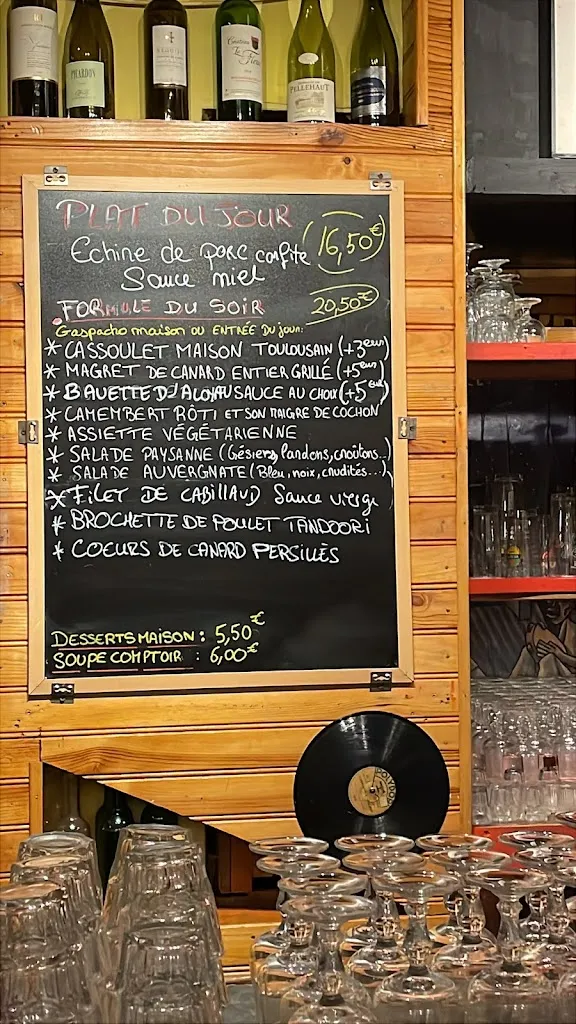 PICARDON
PELLEHAUT
PLAT DU JOUR
16,50€
Echine de porc confite
Sauce miel
FORMULE DU SOIR
20,50€
Gaspacho maison ou ENTRÉE DU jour:
* CASSOULET MAISON TOULOUSAIN (+3 eur)
* MAGRET DE CANARD ENTIER GRILLÉ (+5 eur)
* BAVETTE D'ALOYAU SAUCE AU CHOIX (+5 eur)
* CAMEMBERT RÔTI ET SON MAIGRE DE COCHON
* ASSIETTE VÉGÉTARIENNE
* SALADE PAYSANNE (Gésiers, lardons, croûtons...)
* SALADE AUVERGNATE (Bleu, noix, crudités...)
* FILET DE CABILLAUD Sauce vierge
* BROCHETTE DE POULET TANDOORI
* COEURS DE CANARD PERSILLÉS
DESSERTS MAISON : 5,50€
SOUPE COMPTOIR : 6,00€
POLYDOR